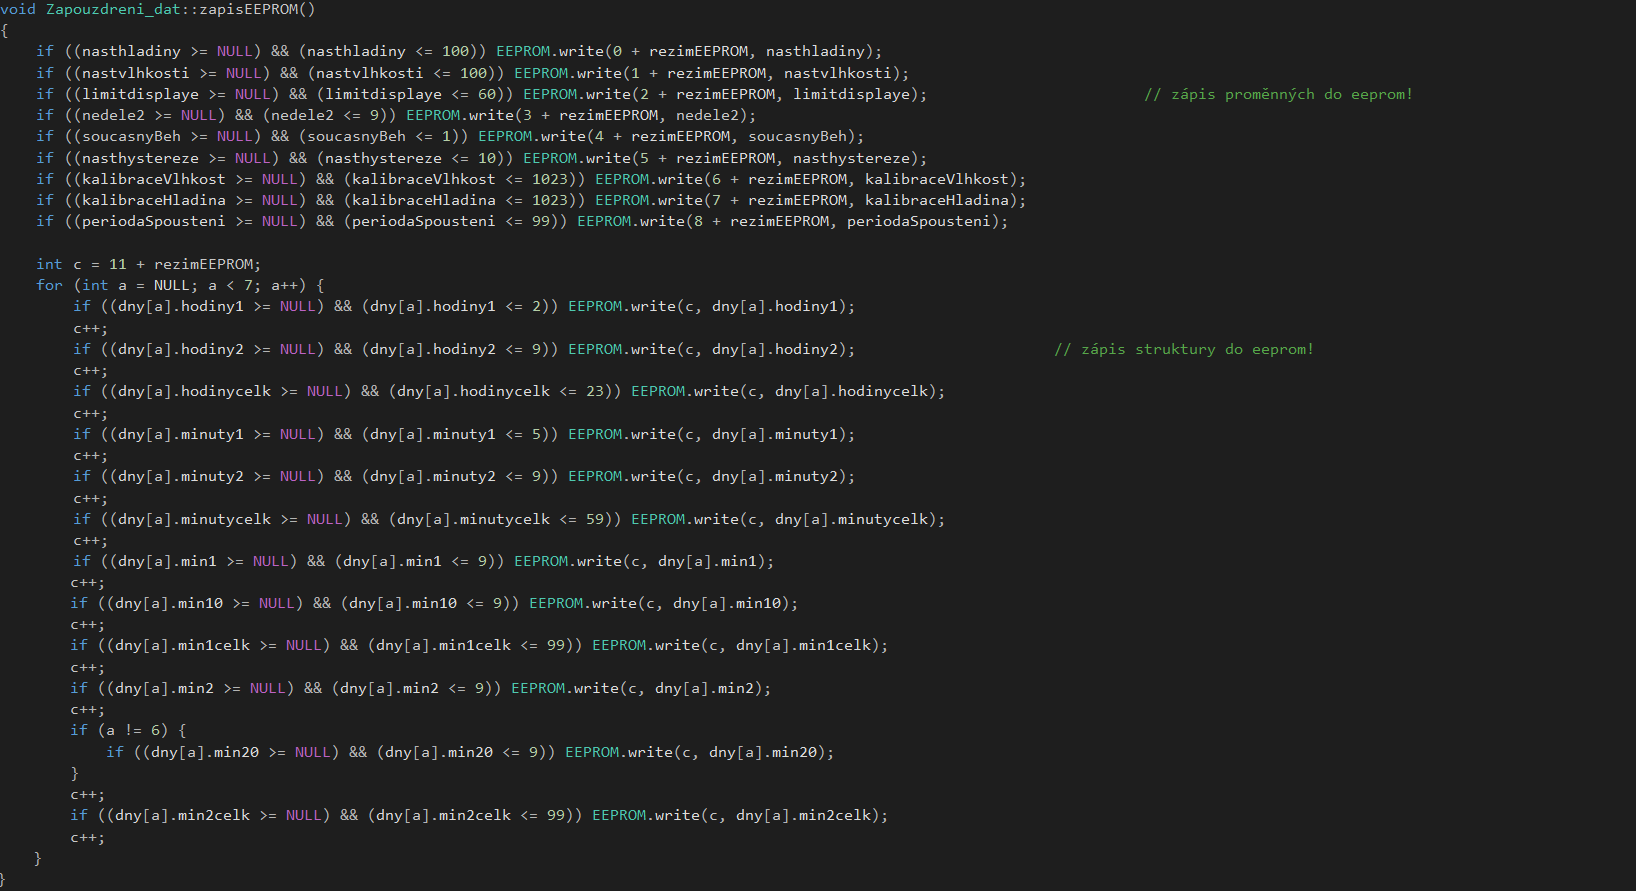 void Zapouzdreni_dat::zapisEEPROM()
{
    if ((nasthladiny >= NULL) && (nasthladiny <= 100)) EEPROM.write(0 + rezimEEPROM, nasthladiny);
    if ((nastvlhkosti >= NULL) && (nastvlhkosti <= 100)) EEPROM.write(1 + rezimEEPROM, nastvlhkosti);
    if ((limitdisplaye >= NULL) && (limitdisplaye <= 60)) EEPROM.write(2 + rezimEEPROM, limitdisplaye);                        // zápis proměnných do eeprom!
    if ((nedele2 >= NULL) && (nedele2 <= 9)) EEPROM.write(3 + rezimEEPROM, nedele2);
    if ((soucasnyBeh >= NULL) && (soucasnyBeh <= 1)) EEPROM.write(4 + rezimEEPROM, soucasnyBeh);
    if ((nasthystereze >= NULL) && (nasthystereze <= 10)) EEPROM.write(5 + rezimEEPROM, nasthystereze);
    if ((kalibraceVlhkost >= NULL) && (kalibraceVlhkost <= 1023)) EEPROM.write(6 + rezimEEPROM, kalibraceVlhkost);
    if ((kalibraceHladina >= NULL) && (kalibraceHladina <= 1023)) EEPROM.write(7 + rezimEEPROM, kalibraceHladina);
    if ((periodaSpousteni >= NULL) && (periodaSpousteni <= 99)) EEPROM.write(8 + rezimEEPROM, periodaSpousteni);

    int c = 11 + rezimEEPROM;
    for (int a = NULL; a < 7; a++) {
        if ((dny[a].hodiny1 >= NULL) && (dny[a].hodiny1 <= 2)) EEPROM.write(c, dny[a].hodiny1);
        c++;
        if ((dny[a].hodiny2 >= NULL) && (dny[a].hodiny2 <= 9)) EEPROM.write(c, dny[a].hodiny2);                      // zápis struktury do eeprom!
        c++;
        if ((dny[a].hodinycelk >= NULL) && (dny[a].hodinycelk <= 23)) EEPROM.write(c, dny[a].hodinycelk);
        c++;
        if ((dny[a].minuty1 >= NULL) && (dny[a].minuty1 <= 5)) EEPROM.write(c, dny[a].minuty1);
        c++;
        if ((dny[a].minuty2 >= NULL) && (dny[a].minuty2 <= 9)) EEPROM.write(c, dny[a].minuty2);
        c++;
        if ((dny[a].minutycelk >= NULL) && (dny[a].minutycelk <= 59)) EEPROM.write(c, dny[a].minutycelk);
        c++;
        if ((dny[a].min1 >= NULL) && (dny[a].min1 <= 9)) EEPROM.write(c, dny[a].min1);
        c++;
        if ((dny[a].min10 >= NULL) && (dny[a].min10 <= 9)) EEPROM.write(c, dny[a].min10);
        c++;
        if ((dny[a].min1celk >= NULL) && (dny[a].min1celk <= 99)) EEPROM.write(c, dny[a].min1celk);
        c++;
        if ((dny[a].min2 >= NULL) && (dny[a].min2 <= 9)) EEPROM.write(c, dny[a].min2);
        c++;
        if (a != 6) {
            if ((dny[a].min20 >= NULL) && (dny[a].min20 <= 9)) EEPROM.write(c, dny[a].min20);
        }
        c++;
        if ((dny[a].min2celk >= NULL) && (dny[a].min2celk <= 99)) EEPROM.write(c, dny[a].min2celk);
        c++;
    }
}